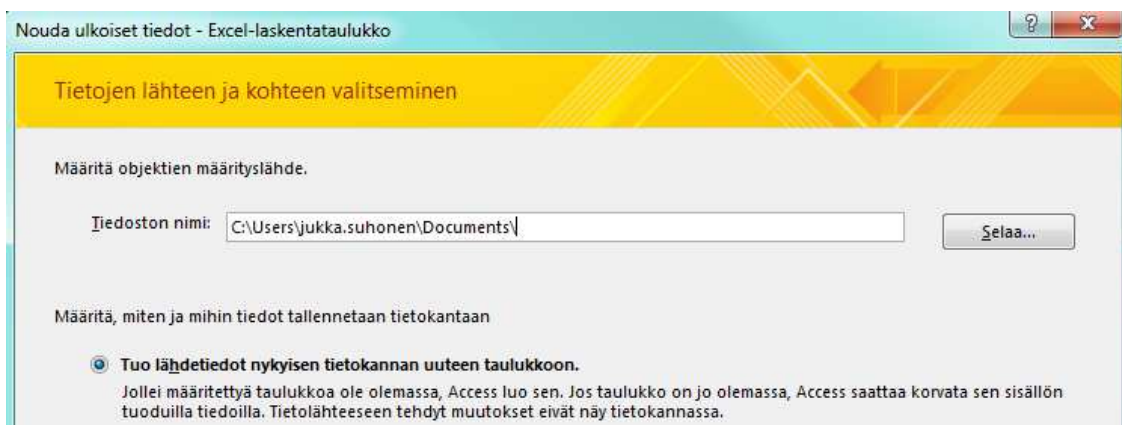 Nouda ulkoiset tiedot - Excel-laskentataulukko
Tietojen lähteen ja kohteen valitseminen
Määritä objektien määrityslähde.
Tiedoston nimi: C:\Users\jukka.suhonen\Documents\ Selaa...
Määritä, miten ja mihin tiedot tallennetaan tietokantaan
Tuo lähdetiedot nykyisen tietokannan uuteen taulukkoon.
Jollei määritettyä taulukkoa ole olemassa, Access luo sen. Jos taulukko on jo olemassa, Access saattaa korvata sen sisällön
tuoduilla tiedoilla. Tietolähteeseen tehdyt muutokset eivät näy tietokannassa.